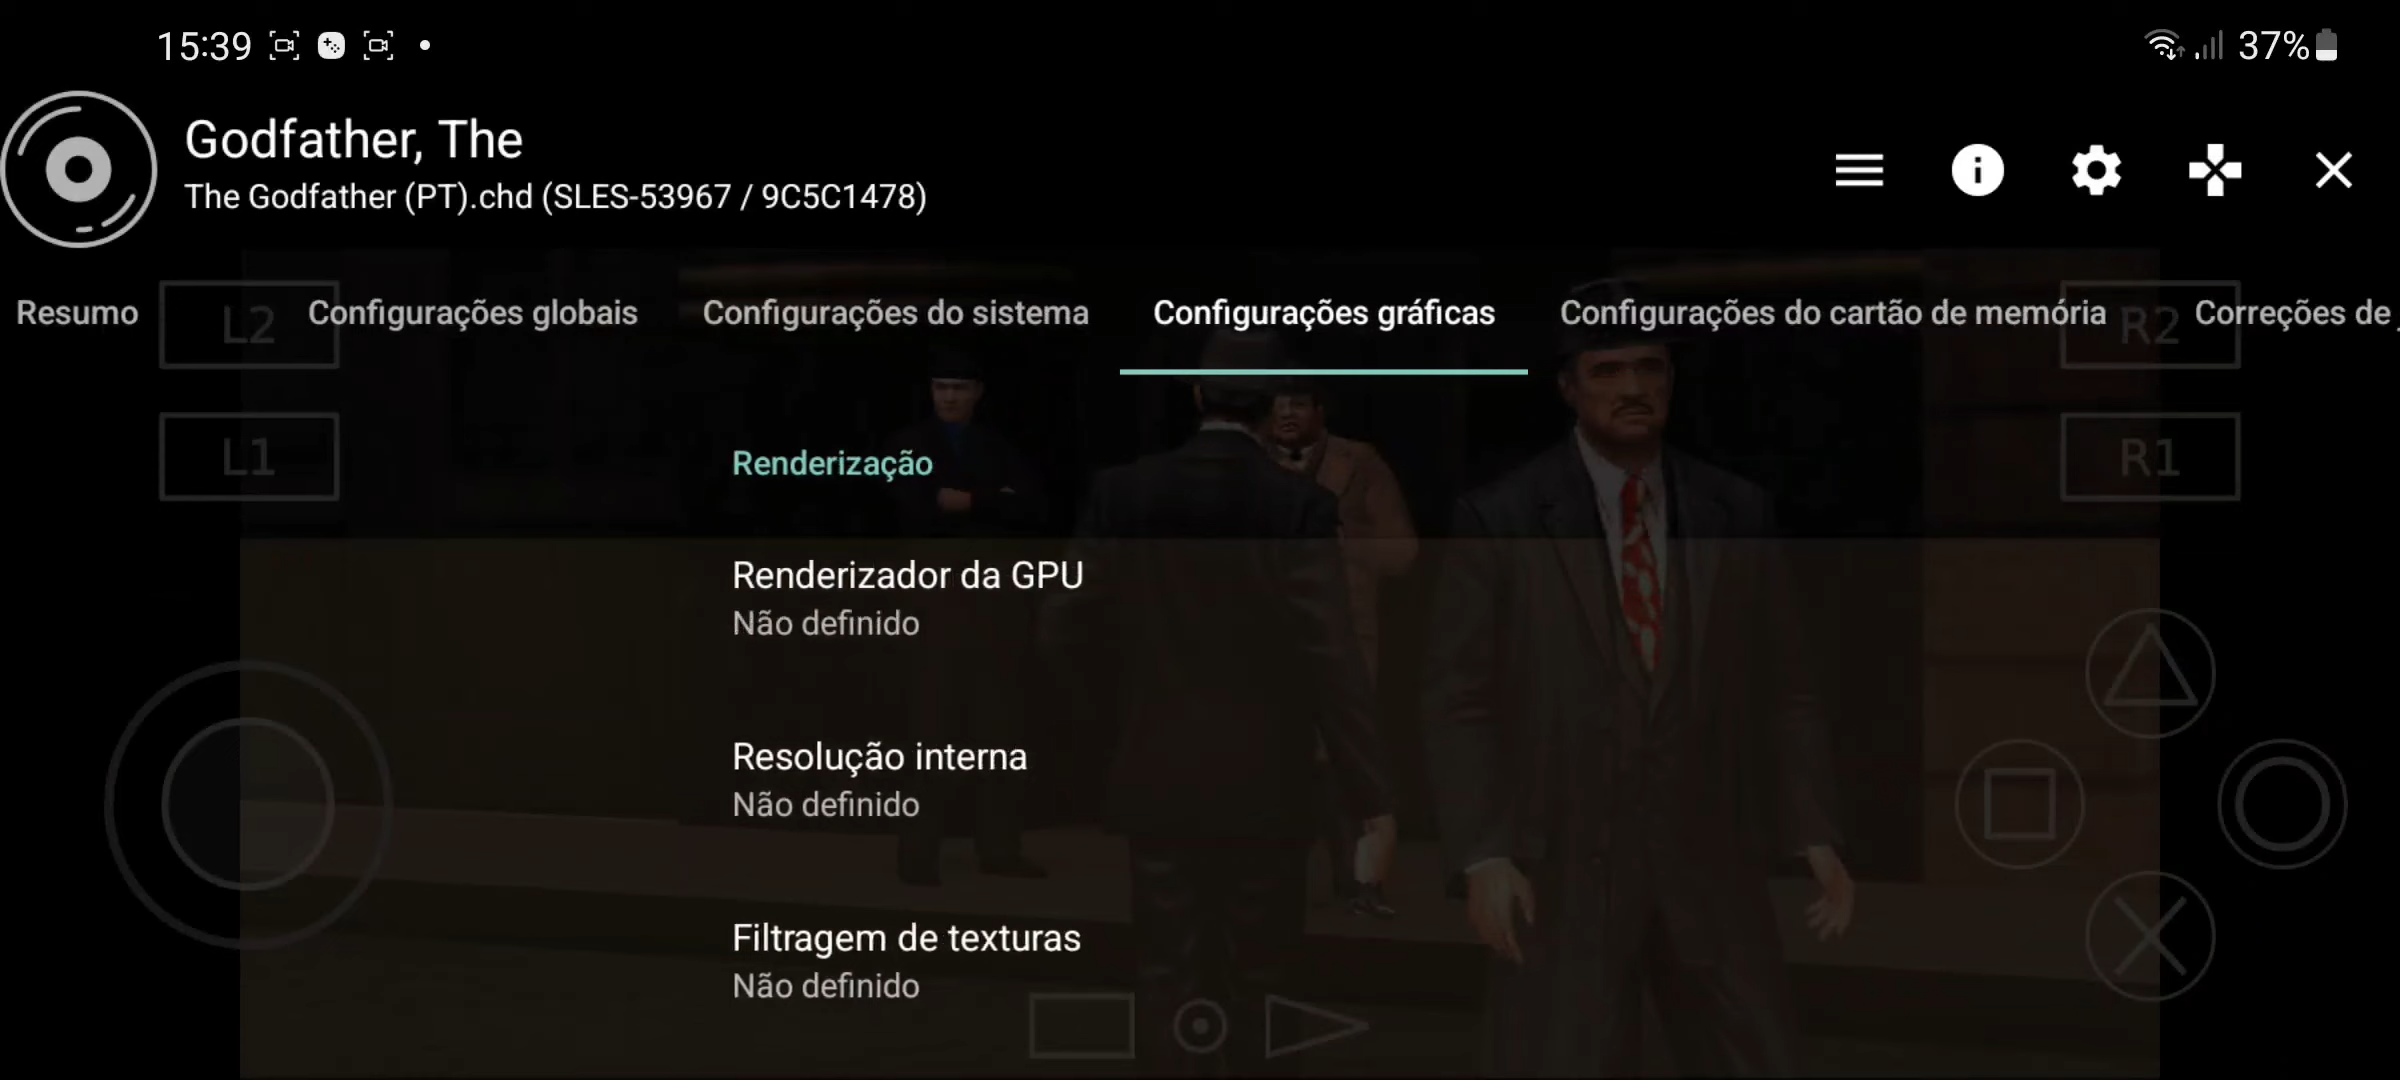 15:39
37%
Godfather, The
The Godfather (PT).chd (SLES-53967 / 9C5C1478)
Resumo
Configurações globais
Configurações do sistema
Configurações gráficas
Configurações do cartão de memória
Correções de
L2
R2
L1
R1
Renderização
Renderizador da GPU
Não definido
Resolução interna
Não definido
Filtragem de texturas
Não definido